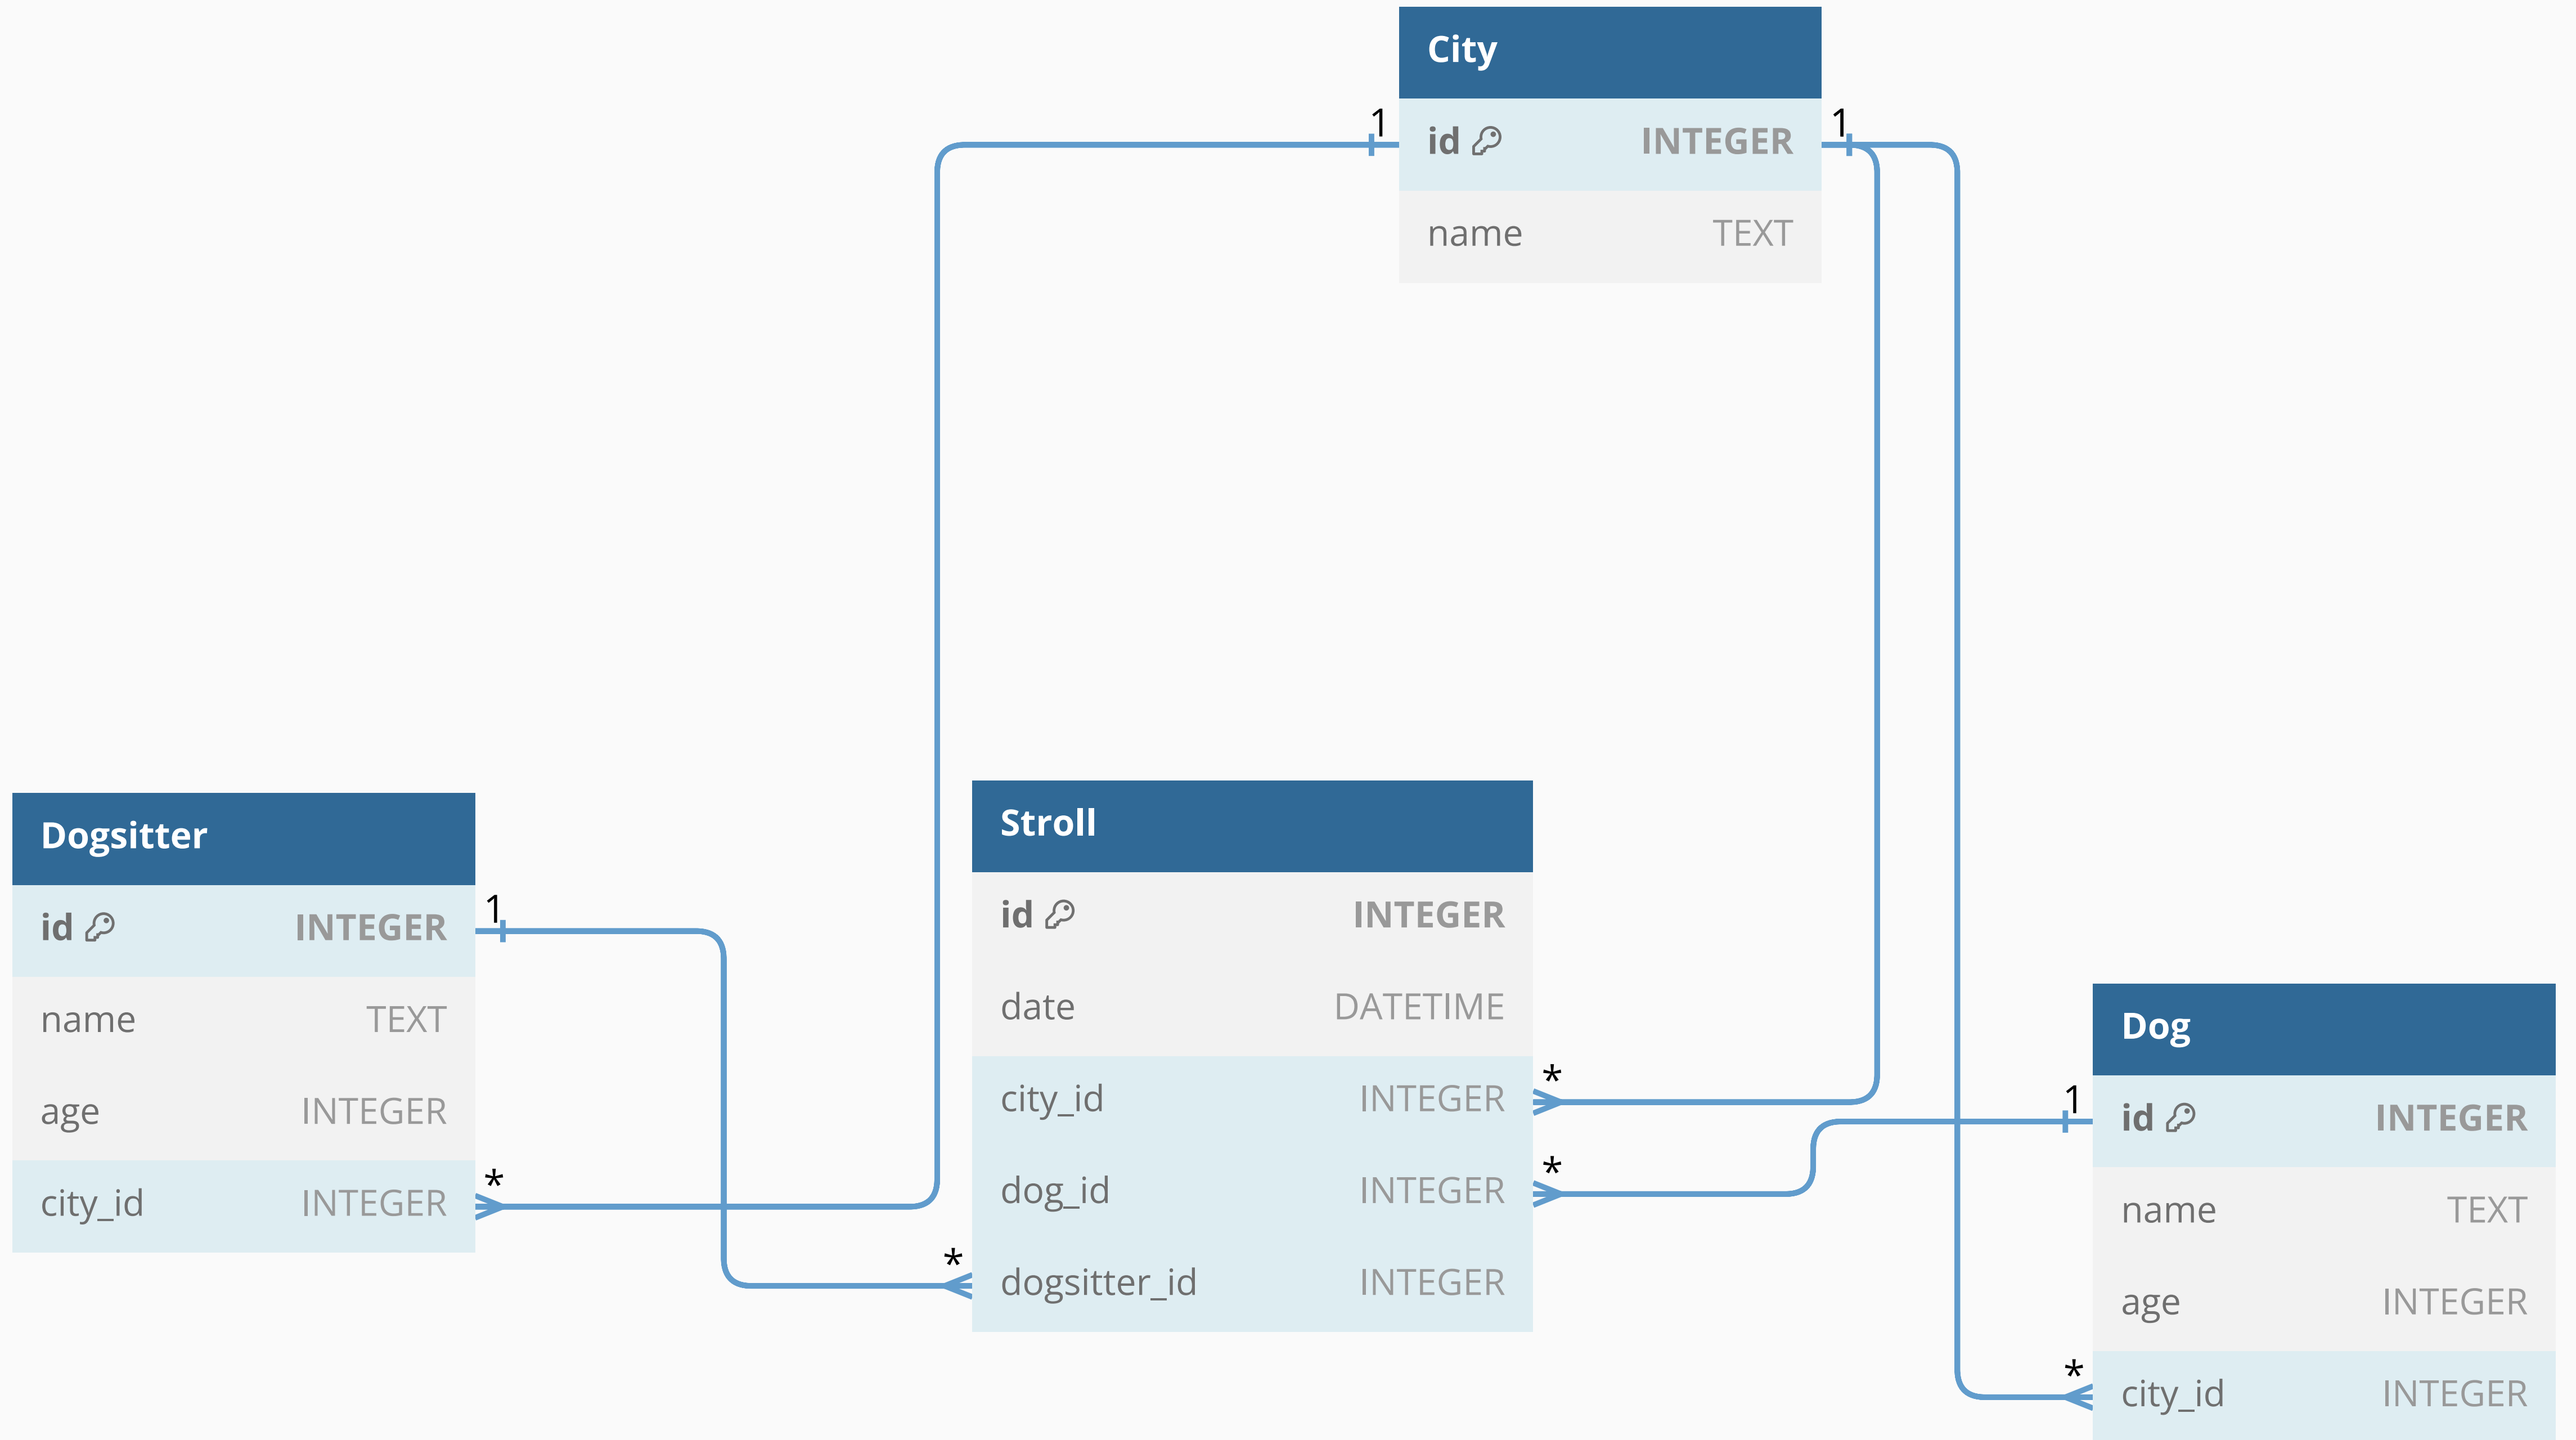 City
1
1
id INTEGER
name TEXT
Dogsitter
1
id INTEGER
name TEXT
age INTEGER
*
city_id INTEGER
Stroll
id INTEGER
date DATETIME
*
city_id INTEGER
*
dog_id INTEGER
*
dogsitter_id INTEGER
Dog
1
id INTEGER
name TEXT
age INTEGER
*
city_id INTEGER